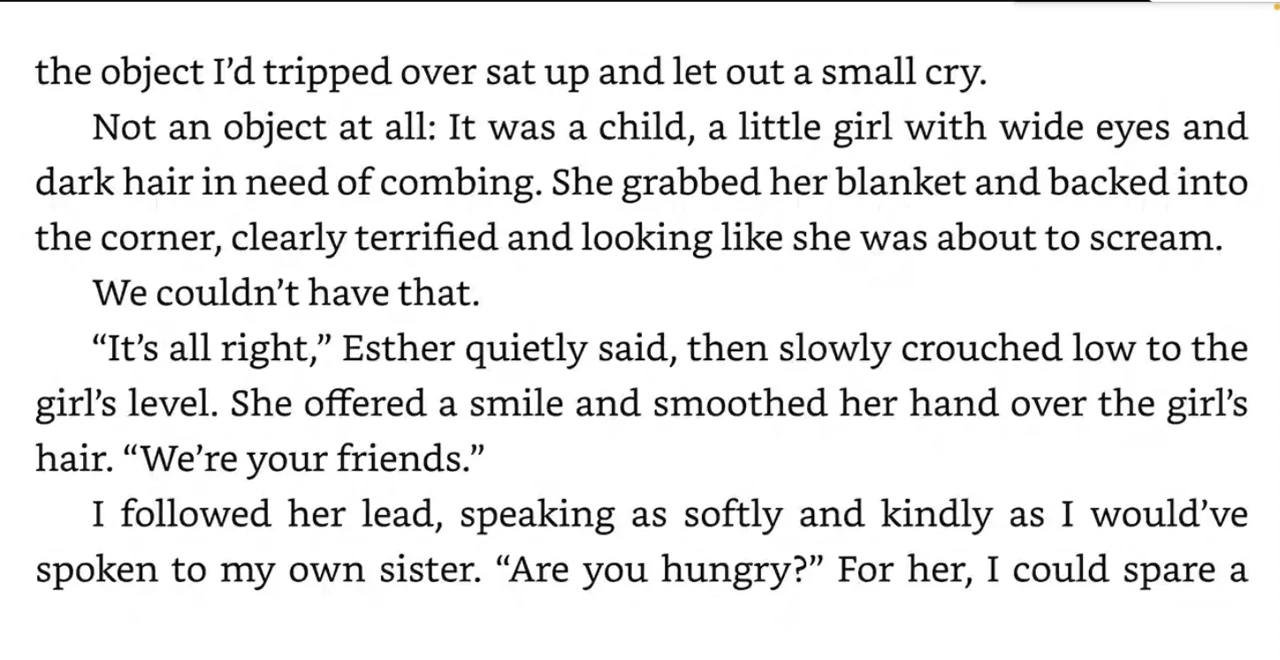 the object I’d tripped over sat up and let out a small cry.
Not an object at all: It was a child, a little girl with wide eyes and
dark hair in need of combing. She grabbed her blanket and backed into
the corner, clearly terrified and looking like she was about to scream.
We couldn’t have that.
“It’s all right,” Esther quietly said, then slowly crouched low to the
girl’s level. She offered a smile and smoothed her hand over the girl’s
hair. “We’re your friends.”
I followed her lead, speaking as softly and kindly as I would’ve
spoken to my own sister. “Are you hungry?” For her, I could spare a